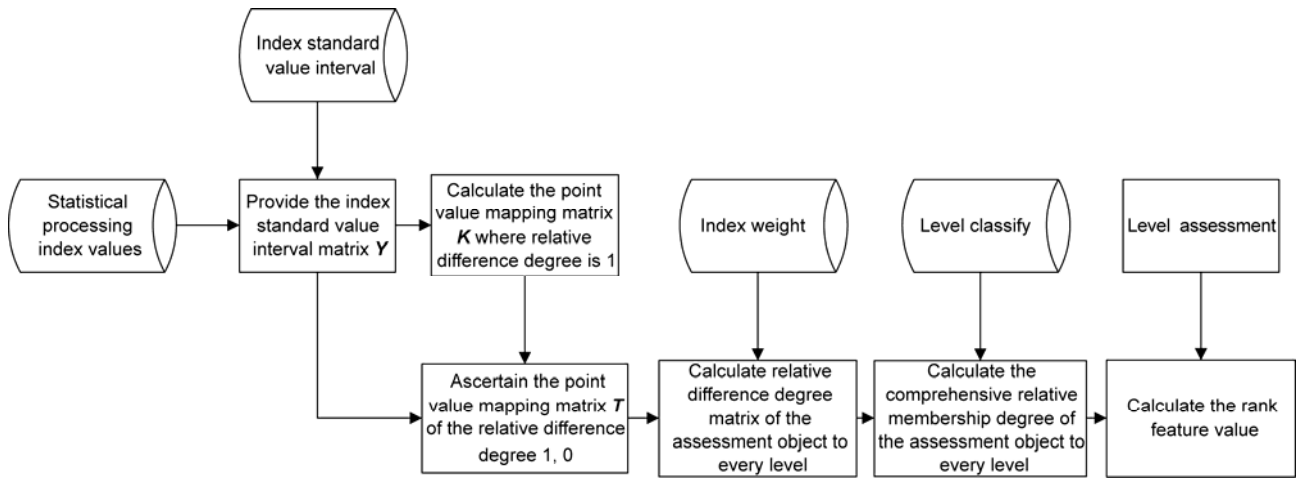 Index standard
value interval
Statistical
processing
index values
Provide the index
standard value
interval matrix Y
Calculate the point
value mapping matrix
K where relative
difference degree is 1
Index weight
Level classify
Level assessment
Ascertain the point
value mapping matrix T
of the relative difference
degree 1, 0
Calculate relative
difference degree
matrix of the
assessment object to
every level
Calculate the
comprehensive relative
membership degree of
the assessment object to
every level
Calculate the rank
feature value